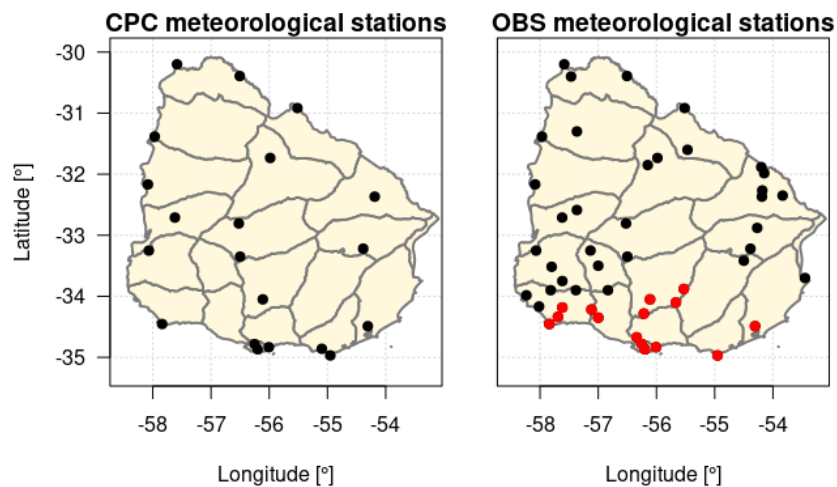 CPC meteorological stations
OBS meteorological stations
Latitude [°]
-30
-31
-32
-33
-34
-35
-58 -57 -56 -55 -54
-58 -57 -56 -55 -54
Longitude [°]
Longitude [°]